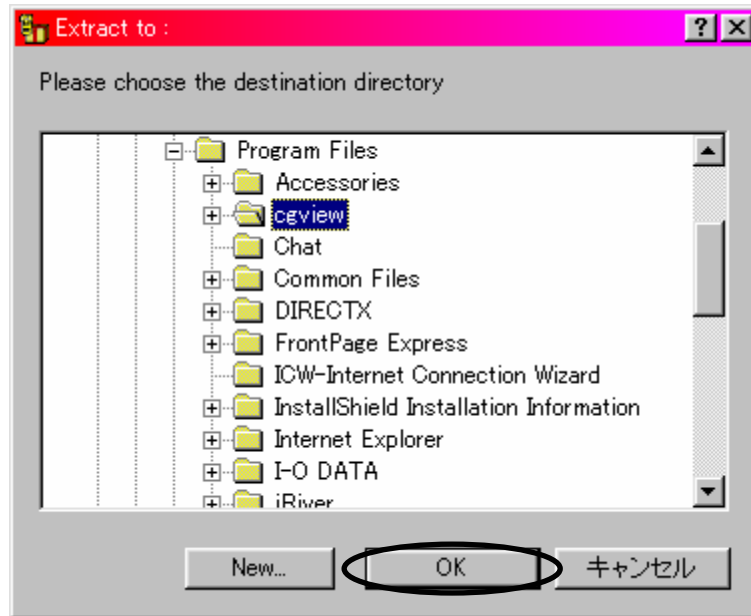 Extract to :
Please choose the destination directory
Program Files
Accessories
cgview
Chat
Common Files
DIRECTX
FrontPage Express
ICW-Internet Connection Wizard
InstallShield Installation Information
Internet Explorer
I-O DATA
iRiver
New... OK キャンセル